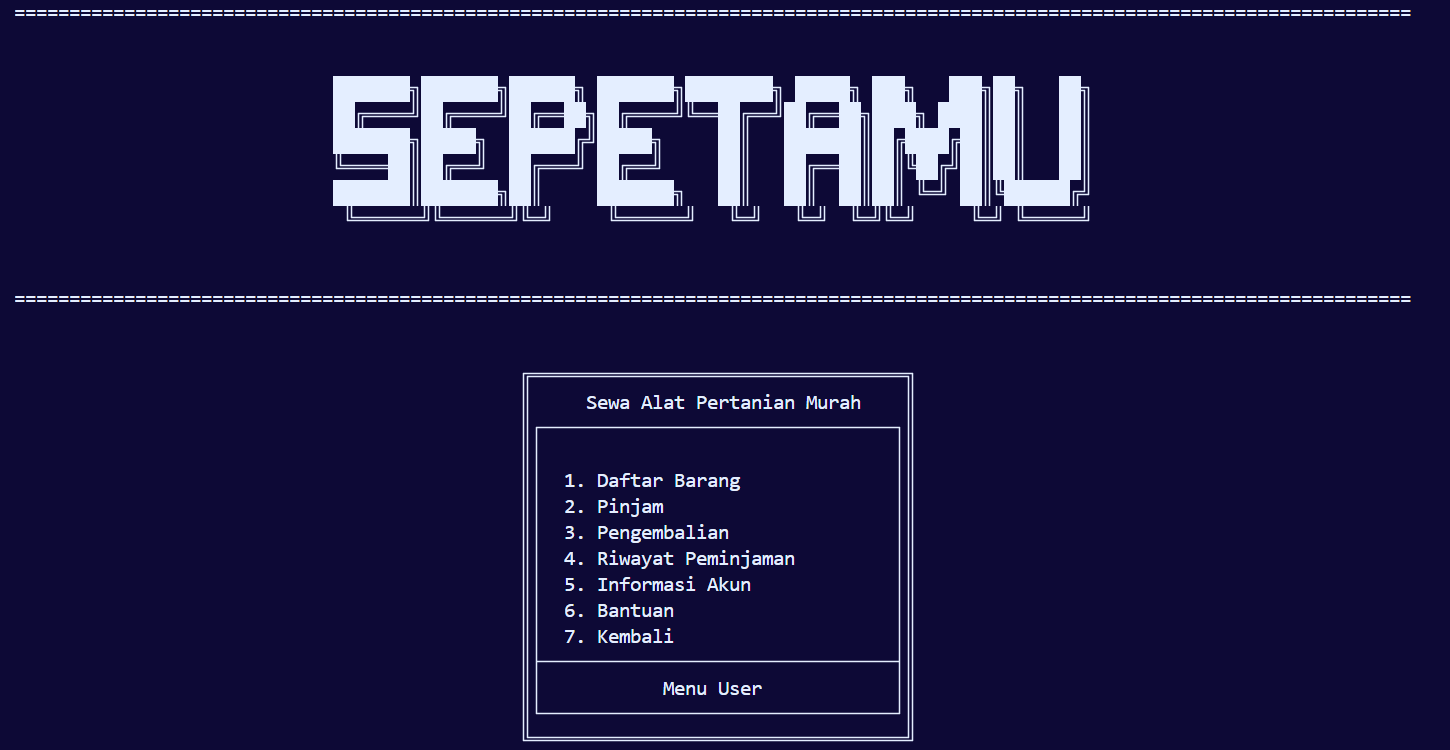 SEPETAMU
Sewa Alat Pertanian Murah
1. Daftar Barang
2. Pinjam
3. Pengembalian
4. Riwayat Peminjaman
5. Informasi Akun
6. Bantuan
7. Kembali
Menu User